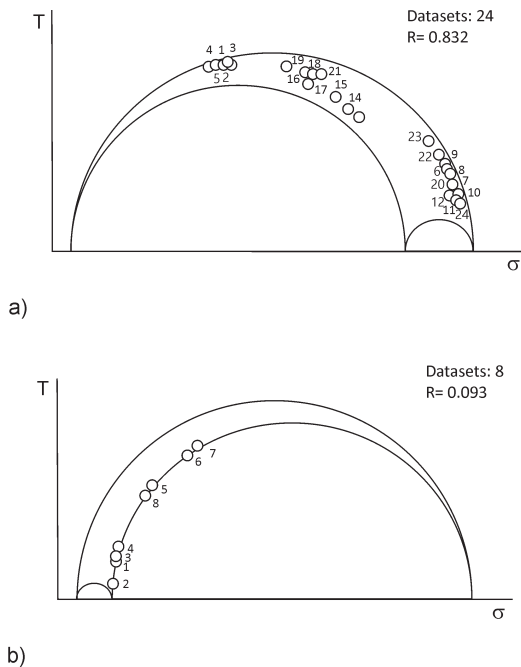 T
Datasets: 24
R= 0.832
4 1 3
5 2
19 18 21
16
17
15
14
23
22 9
6 8
20 7
12 10
11
24
σ
a)
Datasets: 8
R= 0.093
T
7
6
5
8
4
3
1
2
σ
b)